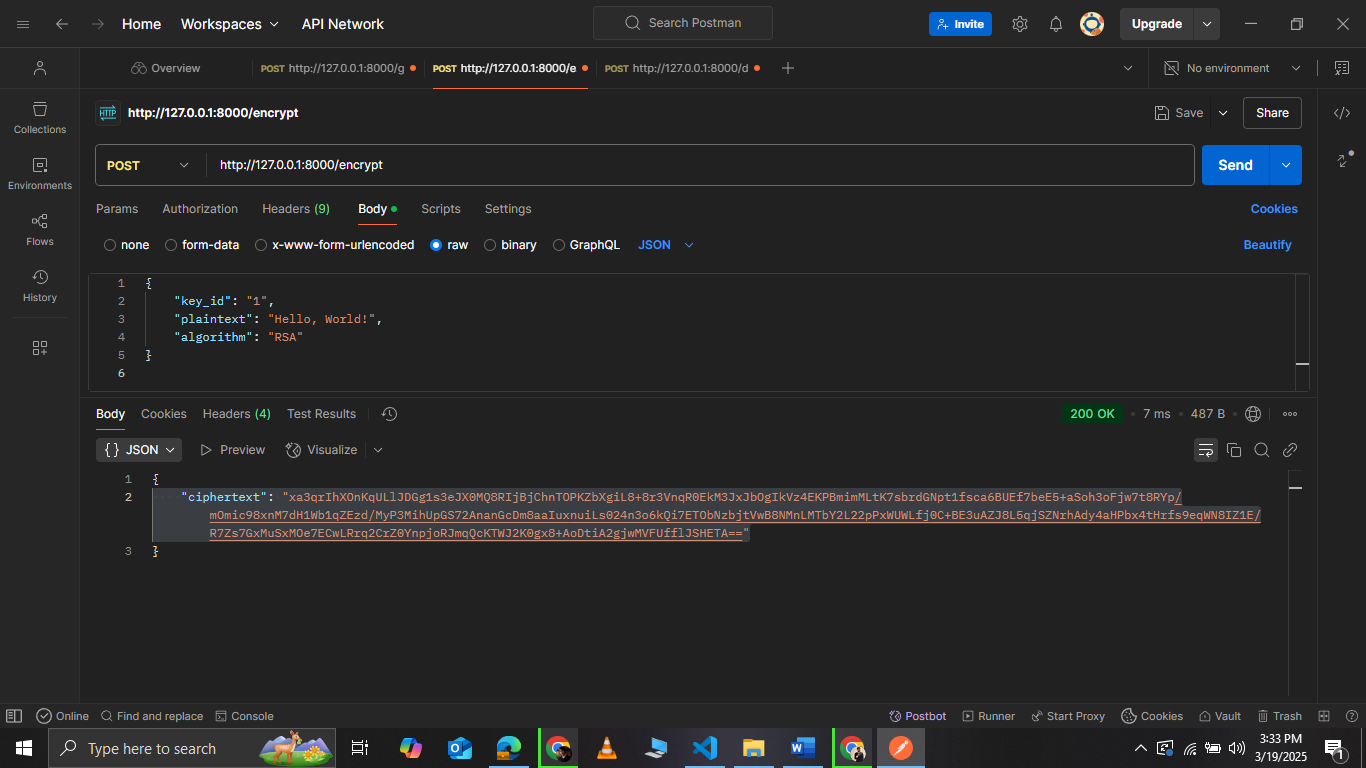 Home Workspaces API Network Search Postman Invite Upgrade
Overview POST http://127.0.0.1:8000/g POST http://127.0.0.1:8000/e POST http://127.0.0.1:8000/d No environment
HTTP http://127.0.0.1:8000/encrypt Save Share
Collections
Environments
Flows
History
POST http://127.0.0.1:8000/encrypt Send
Params Authorization Headers (9) Body Scripts Settings Cookies
none form-data x-www-form-urlencoded raw binary GraphQL JSON Beautify
1 {
2 "key_id": "1",
3 "plaintext": "Hello, World!",
4 "algorithm": "RSA"
5 }
6
Body Cookies Headers (4) Test Results 200 OK 7 ms 487 B
{} JSON Preview Visualize
1 {
2 "ciphertext": "xa3qrIhXOnKqULlJDGg1s3eJX0MQ8RIjBjChnTOPKZbXgiL8+8r3VnqR0EkM3JxJbOgIkVz4EKPBmimMLtK7sbrdGNpt1fsca6BUEf7beE5+aSoh3oFjw7t8RYp/
mOmic98xnM7dH1Wb1qZEzd/MyP3MihUpGS72AnanGcDm8aaIuxnuiLs024n3o6kQi7ETObNzbjtVwB8NMnLMTbY2L22pPxWUWLfj0C+BE3uAZJ8L5qjSZNrhAdy4aHPbx4tHrfs9eqWN8IZ1E/
R7Zs7GxMuSxMOe7ECwLRrq2CrZ0YnpjoRJmqQcKTWJ2K0gx8+AoDtiA2gjwMVFUfflJSHETA=="
3 }
Online Find and replace Console Postbot Runner Start Proxy Cookies Vault Trash
Type here to search
3:33 PM
3/19/2025
1